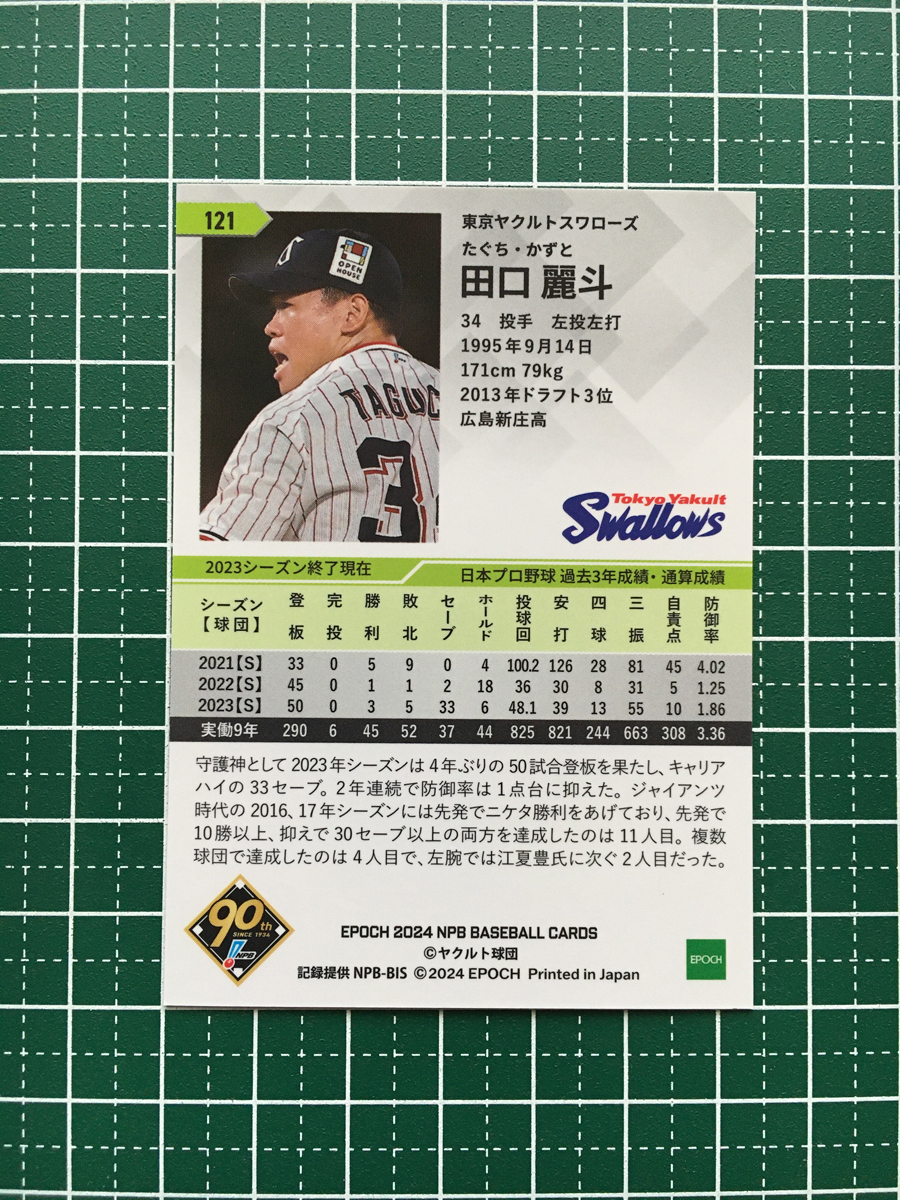 121
OPEN
HOUSE
TAGUC
3
東京ヤクルトスワローズ
たぐち・かずと
田口 麗斗
34 投手 左投左打
1995年9月14日
171cm 79kg
2013年ドラフト3位
広島新庄高
Tokyo Yakult
Swallows
2023シーズン終了現在
日本プロ野球 過去3年成績・通算成績
シーズン【球団】 登板 完投 勝利 敗北 セーブ ホールド 投球回 安打 四球 三振 自責点 防御率
2021【S】 33 0 5 9 0 4 100.2 126 28 81 45 4.02
2022【S】 45 0 1 1 2 18 36 30 8 31 5 1.25
2023【S】 50 0 3 5 33 6 48.1 39 13 55 10 1.86
実働9年 290 6 45 52 37 44 825 821 244 663 308 3.36
守護神として2023年シーズンは4年ぶりの50試合登板を果たし、キャリア
ハイの33セーブ。2年連続で防御率は1点台に抑えた。ジャイアンツ
時代の2016、17年シーズンには先発で二ケタ勝利をあげており、先発で
10勝以上、抑えで30セーブ以上の両方を達成したのは11人目。複数
球団で達成したのは4人目で、左腕では江夏豊氏に次ぐ2人目だった。
90th
SINCE 1934
NPB
EPOCH 2024 NPB BASEBALL CARDS
©ヤクルト球団
記録提供 NPB-BIS ©2024 EPOCH Printed in Japan
EPOCH